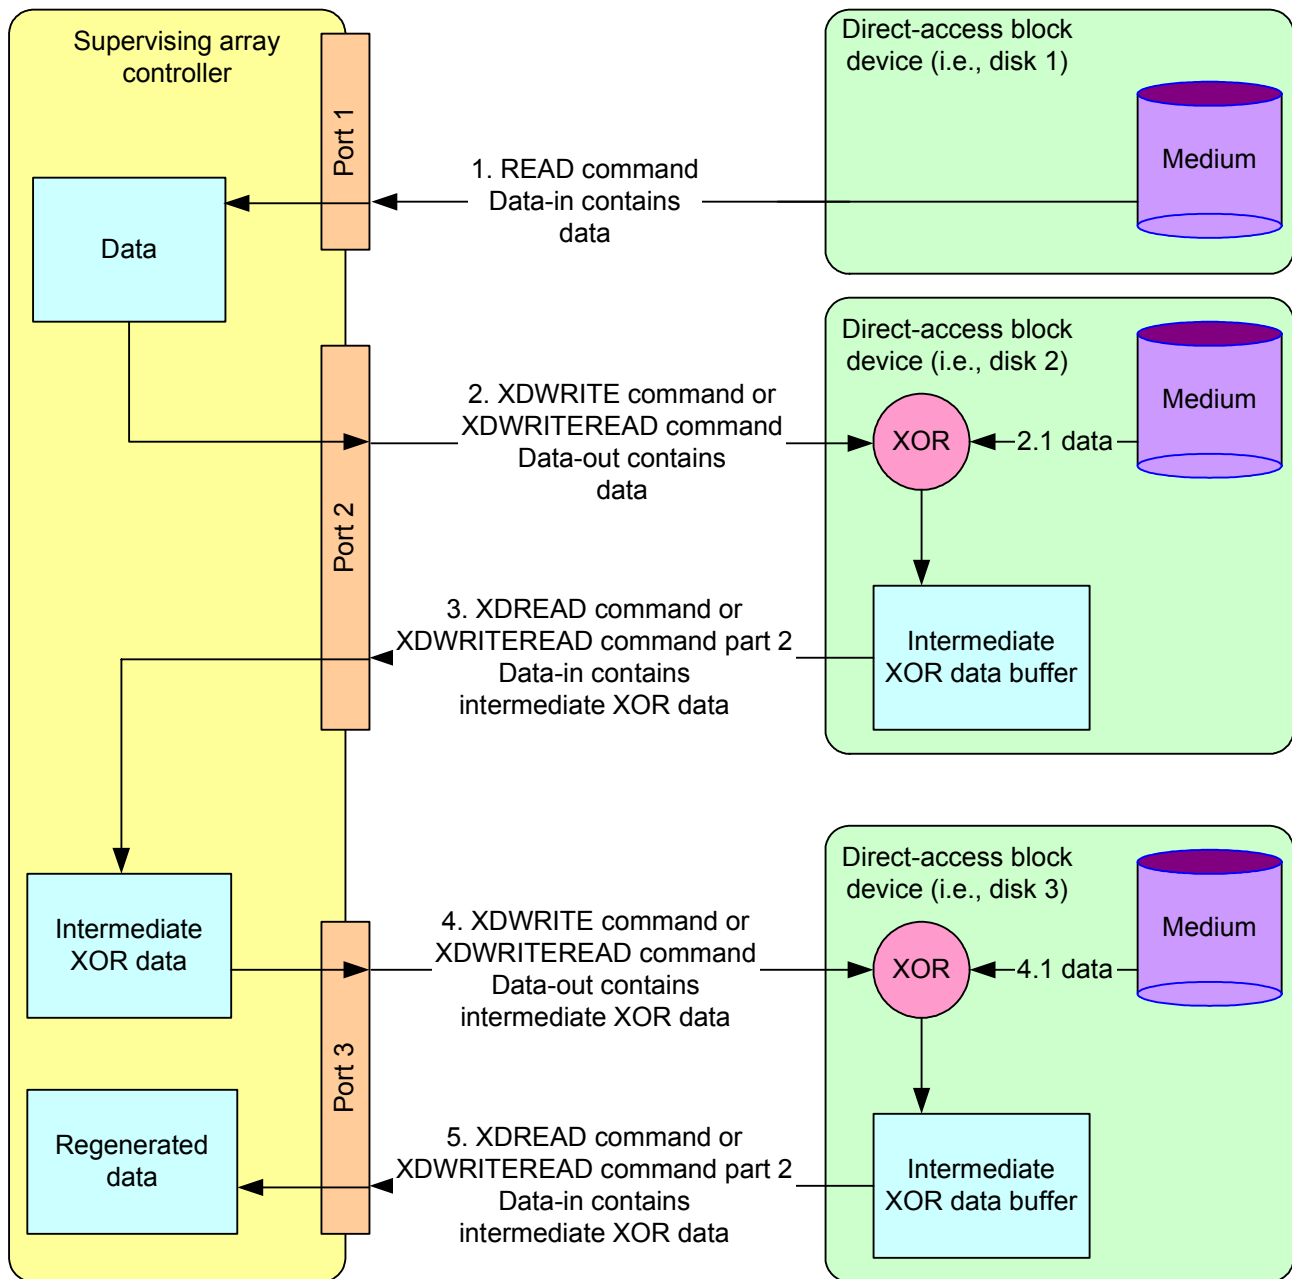 Supervising array
controller
Port 1
Data
1. READ command
Data-in contains
data
Direct-access block
device (i.e., disk 1)
Medium
Port 2
2. XDWRITE command or
XDWRITEREAD command
Data-out contains
data
Direct-access block
device (i.e., disk 2)
XOR
2.1 data
Medium
3. XDREAD command or
XDWRITEREAD command part 2
Data-in contains
intermediate XOR data
Intermediate
XOR data buffer
Intermediate
XOR data
Port 3
4. XDWRITE command or
XDWRITEREAD command
Data-out contains
intermediate XOR data
Direct-access block
device (i.e., disk 3)
XOR
4.1 data
Medium
Regenerated
data
5. XDREAD command or
XDWRITEREAD command part 2
Data-in contains
intermediate XOR data
Intermediate
XOR data buffer